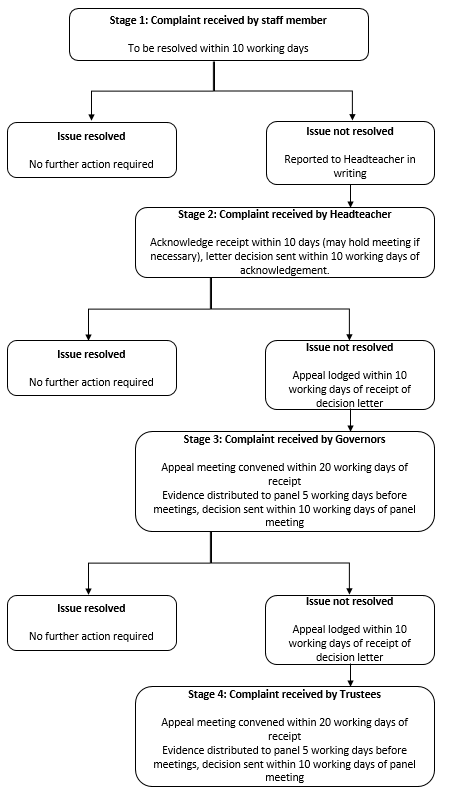 Stage 1: Complaint received by staff member
To be resolved within 10 working days
Issue resolved
No further action required
Issue not resolved
Reported to Headteacher in
writing
Stage 2: Complaint received by Headteacher
Acknowledge receipt within 10 days (may hold meeting if
necessary), letter decision sent within 10 working days of
acknowledgement.
Issue resolved
No further action required
Issue not resolved
Appeal lodged within 10
working days of receipt of
decision letter
Stage 3: Complaint received by Governors
Appeal meeting convened within 20 working days of
receipt
Evidence distributed to panel 5 working days before
meetings, decision sent within 10 working days of panel
meeting
Issue resolved
No further action required
Issue not resolved
Appeal lodged within 10
working days of receipt of
decision letter
Stage 4: Complaint received by Trustees
Appeal meeting convened within 20 working days of
receipt
Evidence distributed to panel 5 working days before
meetings, decision sent within 10 working days of panel
meeting